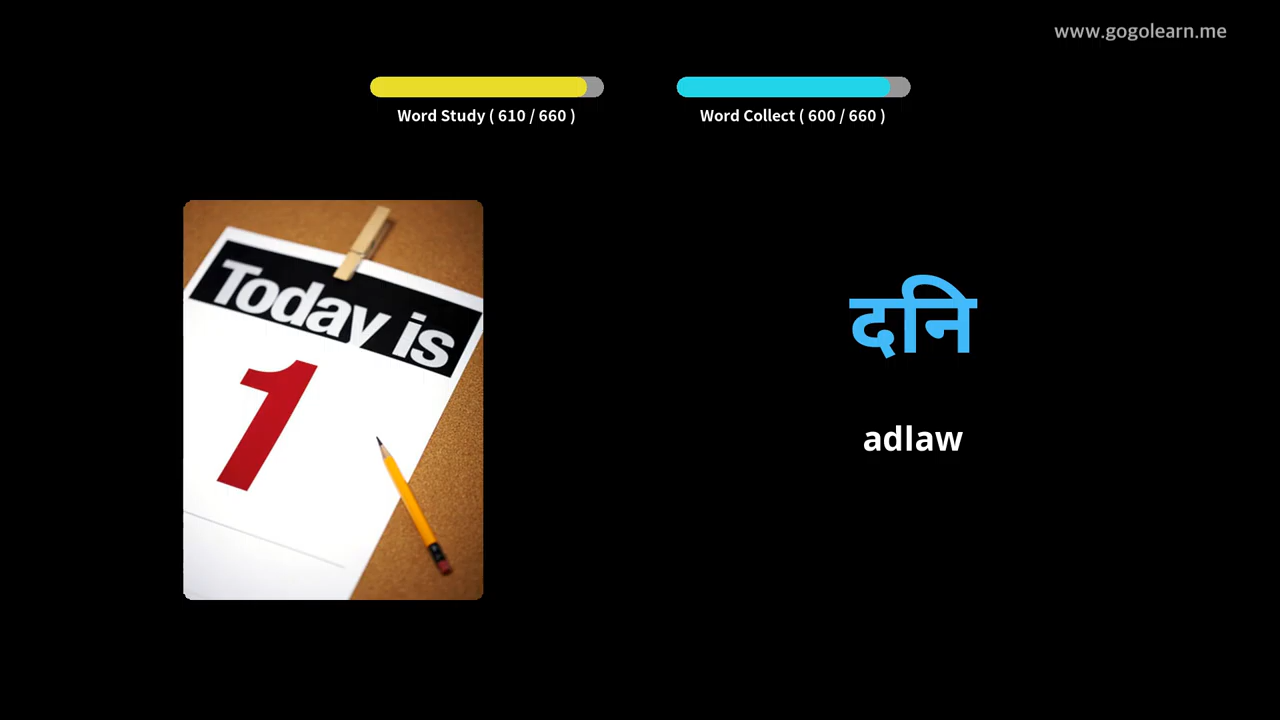 www.gogolearn.me
Word Study ( 610 / 660 )
Word Collect ( 600 / 660 )
Today is
1
दनि
adlaw